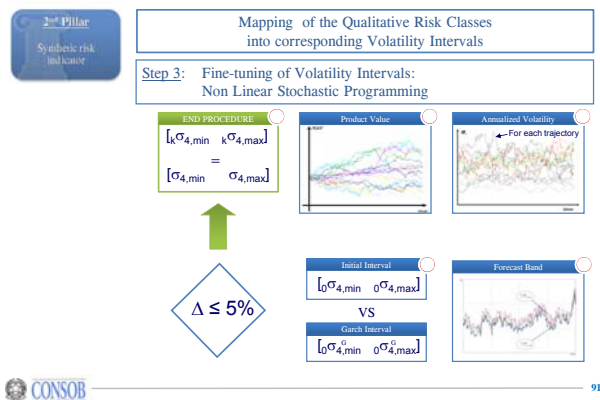 2nd Pillar
Synthetic risk
indicator
Mapping of the Qualitative Risk Classes
into corresponding Volatility Intervals
Step 3: Fine-tuning of Volatility Intervals:
Non Linear Stochastic Programming
END PROCEDURE
[kσ4,min kσ4,max]
=
[σ4,min σ4,max]
Product Value
Annualized Volatility
For each trajectory
Δ ≤ 5%
Initial Interval
[0σ4,min 0σ4,max]
VS
Garch Interval
[0σG4,min 0σG4,max]
Forecast Band
CONSOB
91